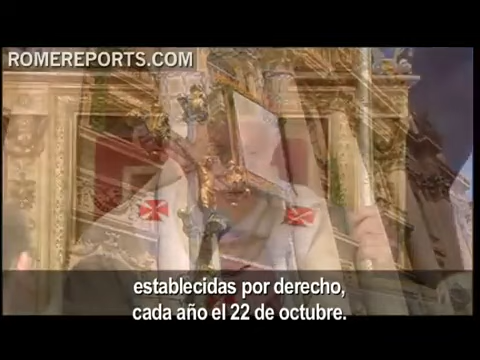 ROMEREPORTS.COM
establecidas por derecho,
cada año el 22 de octubre.